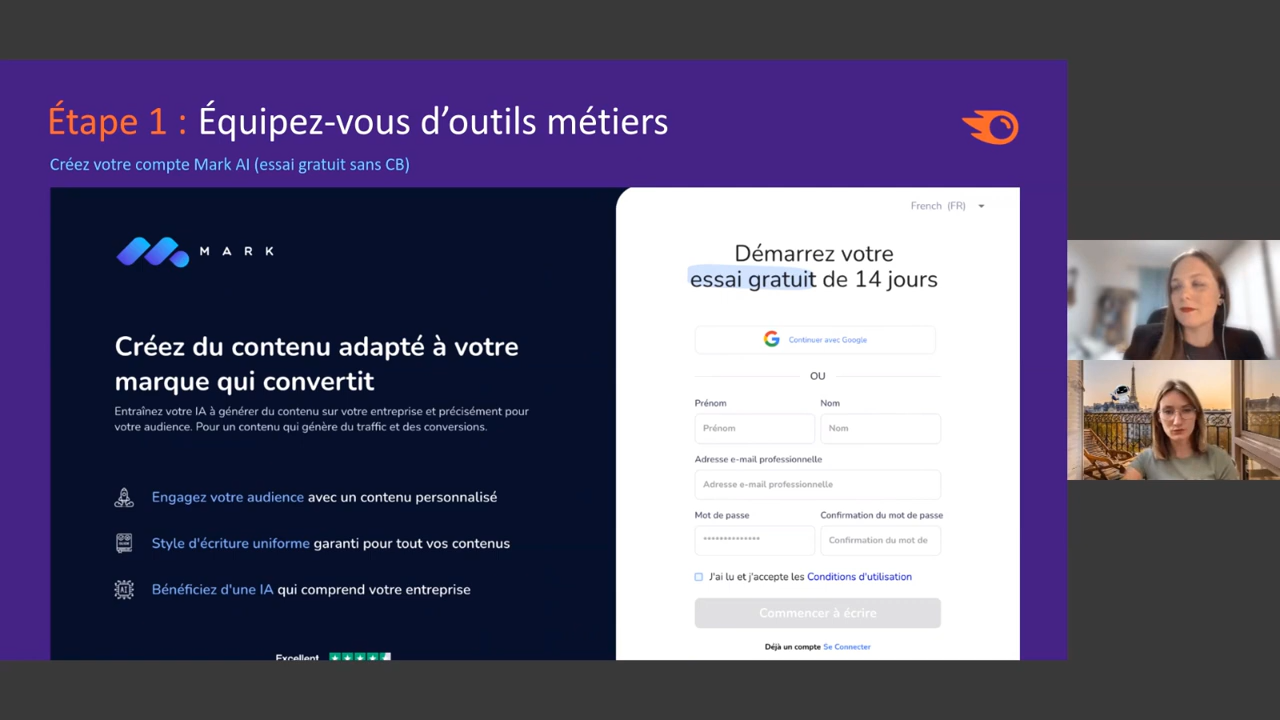 Étape 1 : Équipez-vous d’outils métiers
Créez votre compte Mark AI (essai gratuit sans CB)
MARK
Créez du contenu adapté à votre
marque qui convertit
Entraînez votre IA à générer du contenu sur votre entreprise et précisément pour
votre audience. Pour un contenu qui génère du traffic et des conversions.
Engagez votre audience avec un contenu personnalisé
Style d'écriture uniforme garanti pour tout vos contenus
AI
Bénéficiez d'une IA qui comprend votre entreprise
Excellent
French (FR)
Démarrez votre
essai gratuit de 14 jours
Continuer avec Google
OU
Prénom
Nom
Prénom
Nom
Adresse e-mail professionnelle
Adresse e-mail professionnelle
Mot de passe
Confirmation du mot de passe
**************
Confirmation du mot de
J'ai lu et j'accepte les Conditions d'utilisation
Commencer à écrire
Déjà un compte Se Connecter